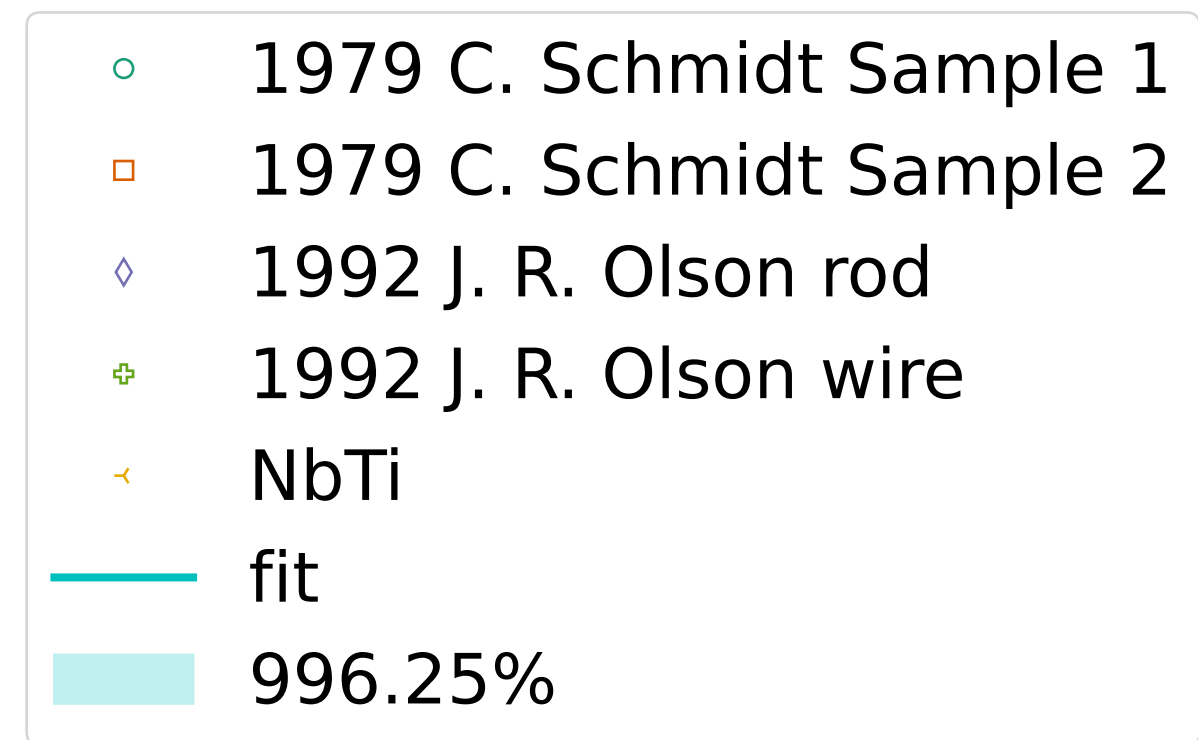 1979 C. Schmidt Sample 1
1979 C. Schmidt Sample 2
1992 J. R. Olson rod
1992 J. R. Olson wire
NbTi
fit
996.25%